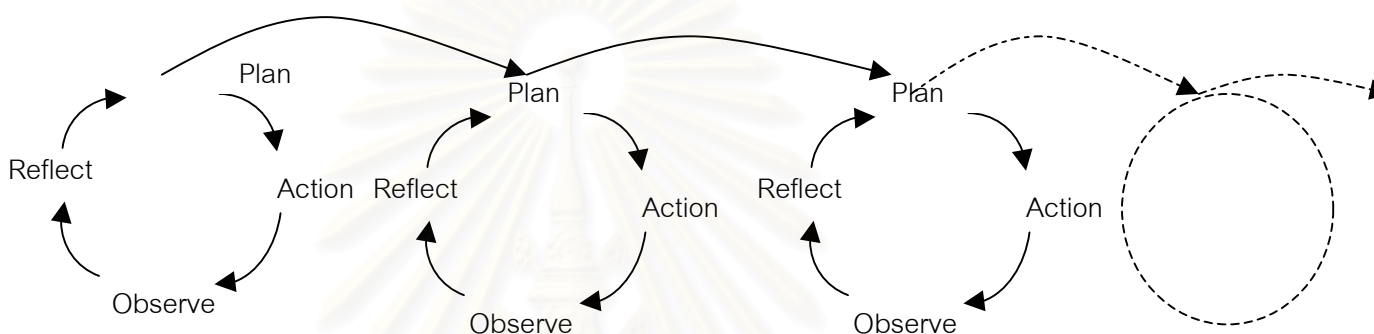 Plan
Action
Observe
Reflect
Plan
Action
Observe
Reflect
Plan
Action
Observe
Reflect